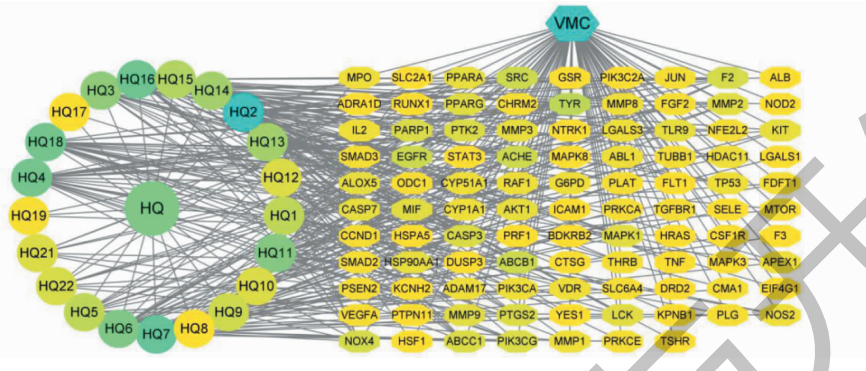 VMC
HQ16
HQ15
HQ3
HQ14
HQ17
HQ2
HQ18
HQ13
HQ4
HQ12
HQ
HQ19
HQ1
HQ21
HQ11
HQ22
HQ10
HQ5
HQ9
HQ6
HQ7
HQ8
MPO SLC2A1 PPARA SRC GSR PIK3C2A JUN F2 ALB
ADRA1D RUNX1 PPARG CHRM2 TYR MMP8 FGF2 MMP2 NOD2
IL2 PARP1 PTK2 MMP3 NTRK1 LGALS3 TLR9 NFE2L2 KIT
SMAD3 EGFR STAT3 ACHE MAPK8 ABL1 TUBB1 HDAC11 LGALS1
ALOX5 ODC1 CYP51A1 RAF1 G6PD PLAT FLT1 TP53 FDFT1
CASP7 MIF CYP1A1 AKT1 ICAM1 PRKCA TGFBR1 SELE MTOR
CCND1 HSPA5 CASP3 PRF1 BDKRB2 MAPK1 HRAS CSF1R F3
SMAD2 HSP90AA1 DUSP3 ABCB1 CTSG THRB TNF MAPK3 APEX1
PSEN2 KCNH2 ADAM17 PIK3CA VDR SLC6A4 DRD2 CMA1 EIF4G1
VEGFA PTPN11 MMP9 PTGS2 YES1 LCK KPNB1 PLG NOS2
NOX4 HSF1 ABCC1 PIK3CG MMP1 PRKCE TSHR